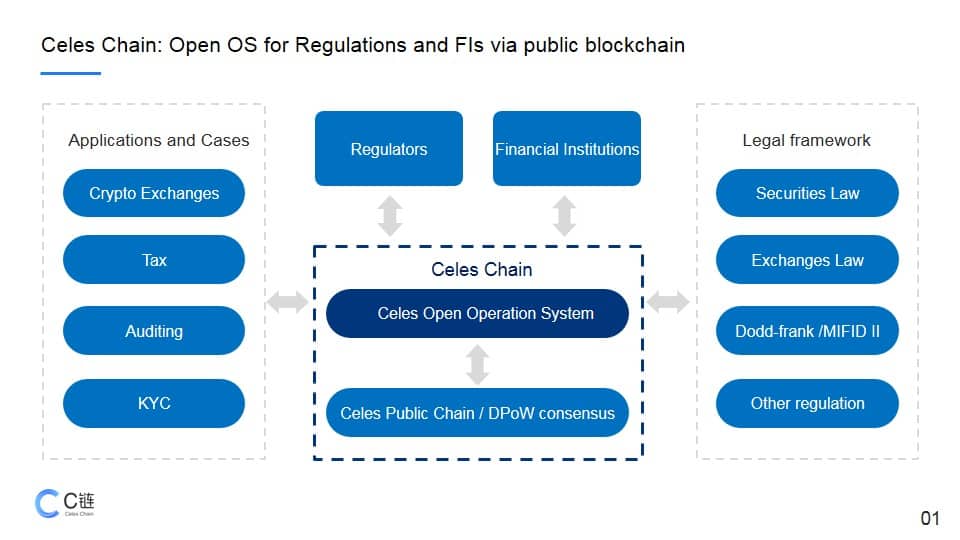 Celes Chain: Open OS for Regulations and FIs via public blockchain
Applications and Cases
Crypto Exchanges
Tax
Auditing
KYC
Regulators
Financial Institutions
Celes Chain
Celes Open Operation System
Celes Public Chain / DPoW consensus
Legal framework
Securities Law
Exchanges Law
Dodd-frank /MIFID II
Other regulation
C链
Celes Chain
01